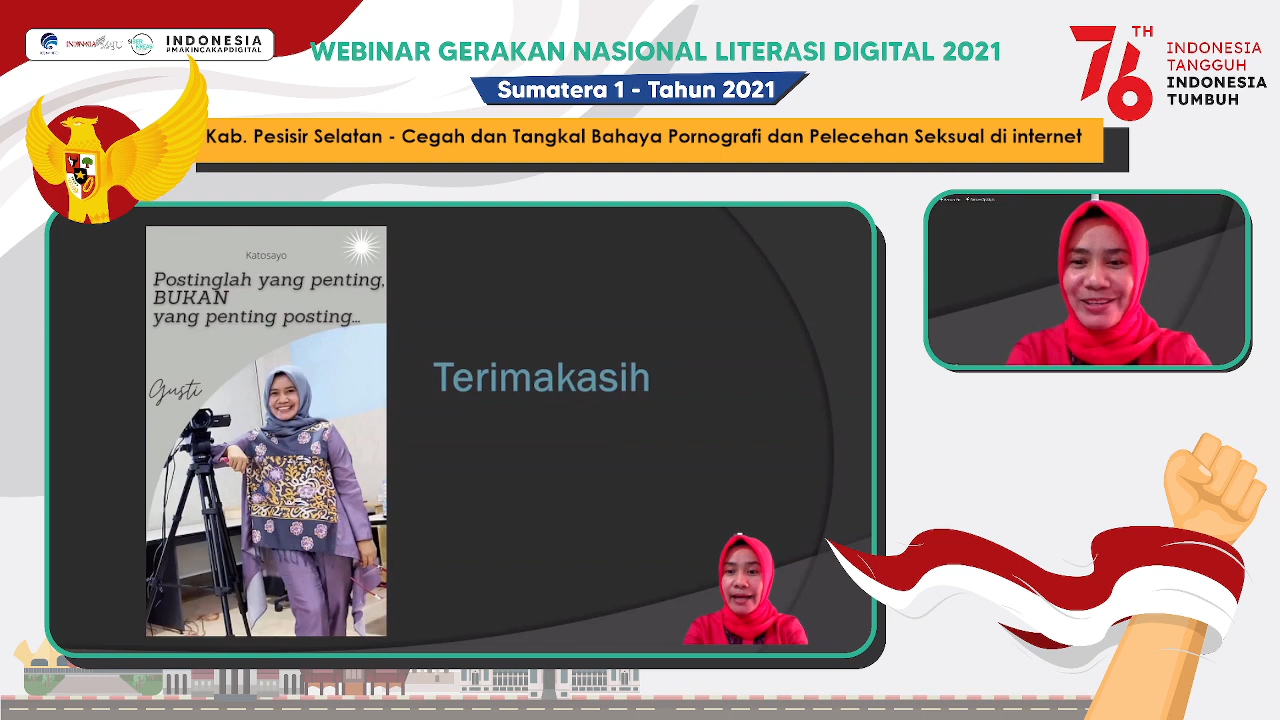 INDONESIA
#MAKINCAKAPDIGITAL
WEBINAR GERAKAN NASIONAL LITERASI DIGITAL 2021
Sumatera 1 - Tahun 2021
76TH
INDONESIA
TANGGUH
INDONESIA
TUMBUH
Kab. Pesisir Selatan - Cegah dan Tangkal Bahaya Pornografi dan Pelecehan Seksual di internet
Katosayo
Postinglah yang penting,
BUKAN
yang penting posting...
Gusti
Terimakasih